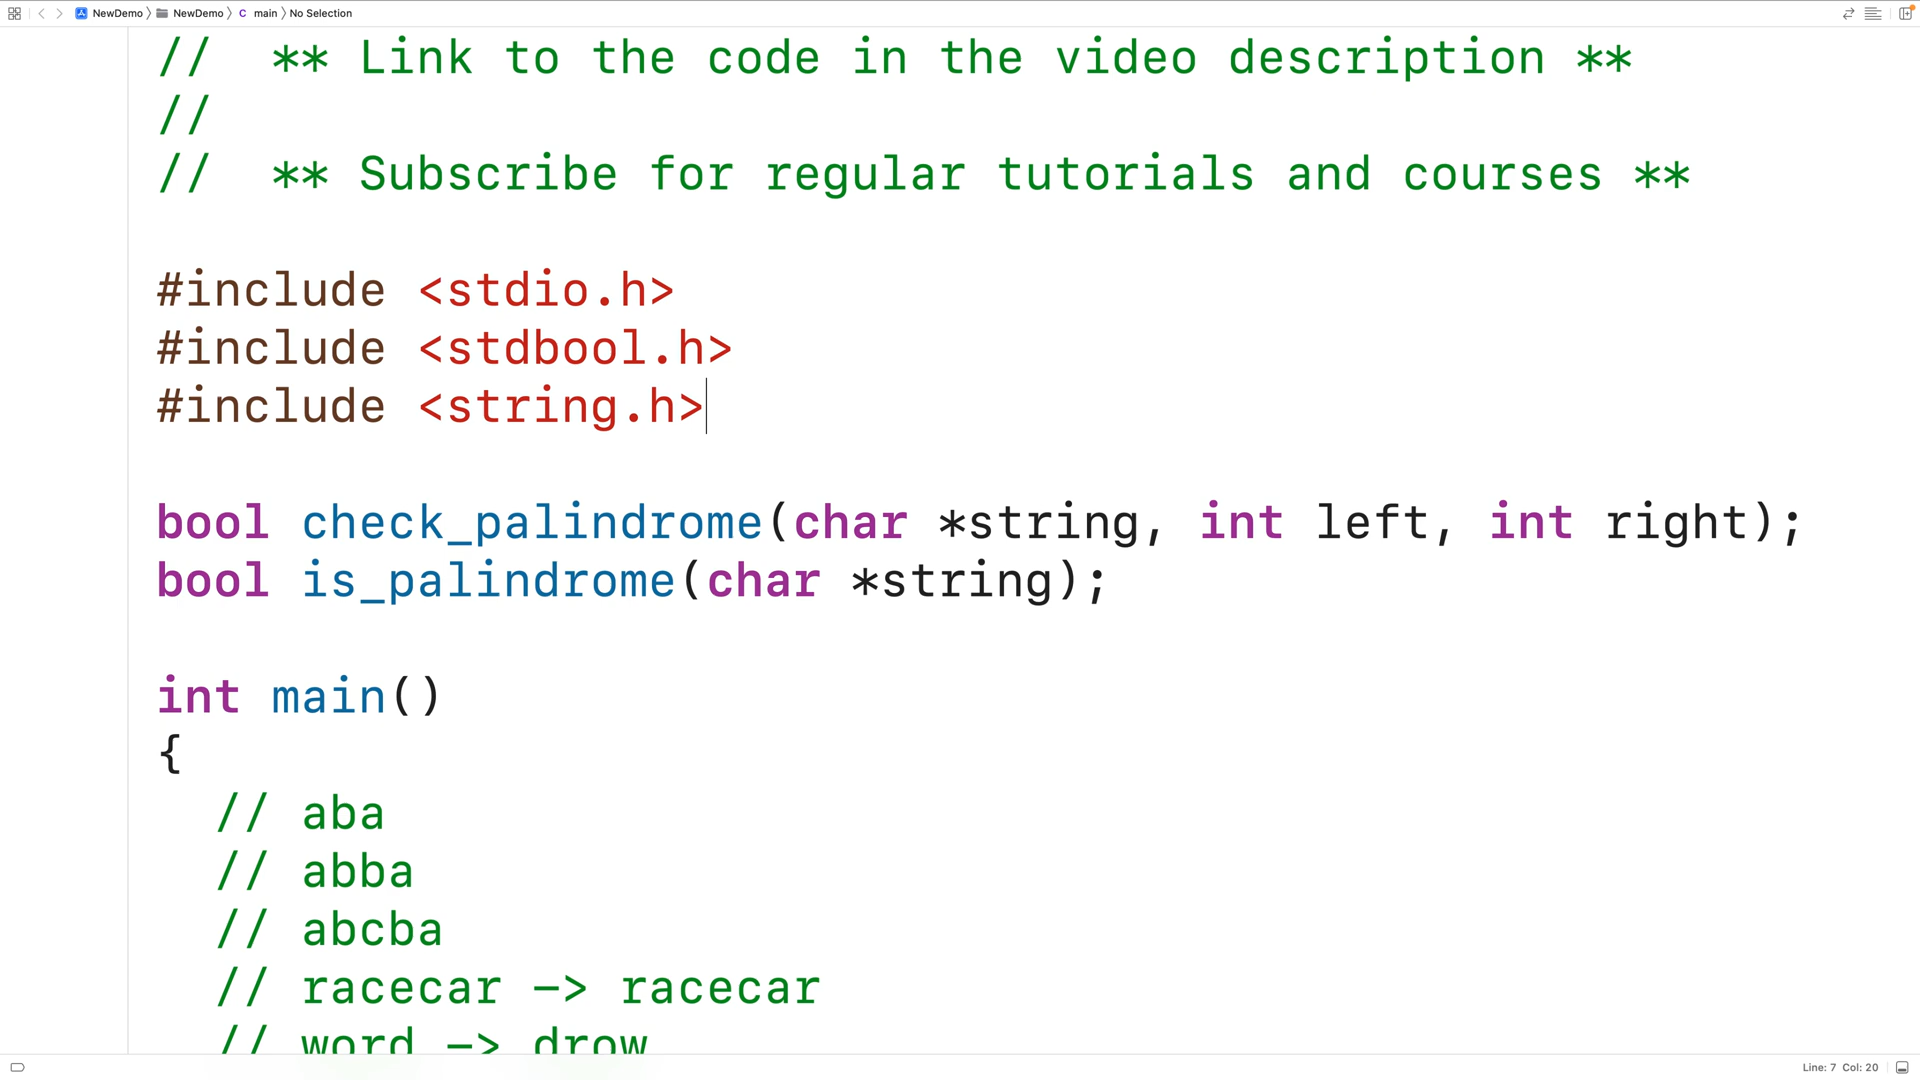 NewDemo NewDemo C main No Selection
// ** Link to the code in the video description **
//
// ** Subscribe for regular tutorials and courses **
#include <stdio.h>
#include <stdbool.h>
#include <string.h>
bool check_palindrome(char *string, int left, int right);
bool is_palindrome(char *string);
int main()
{
// aba
// abba
// abcba
// racecar —> racecar
// word —> drow
Line: 7 Col: 20